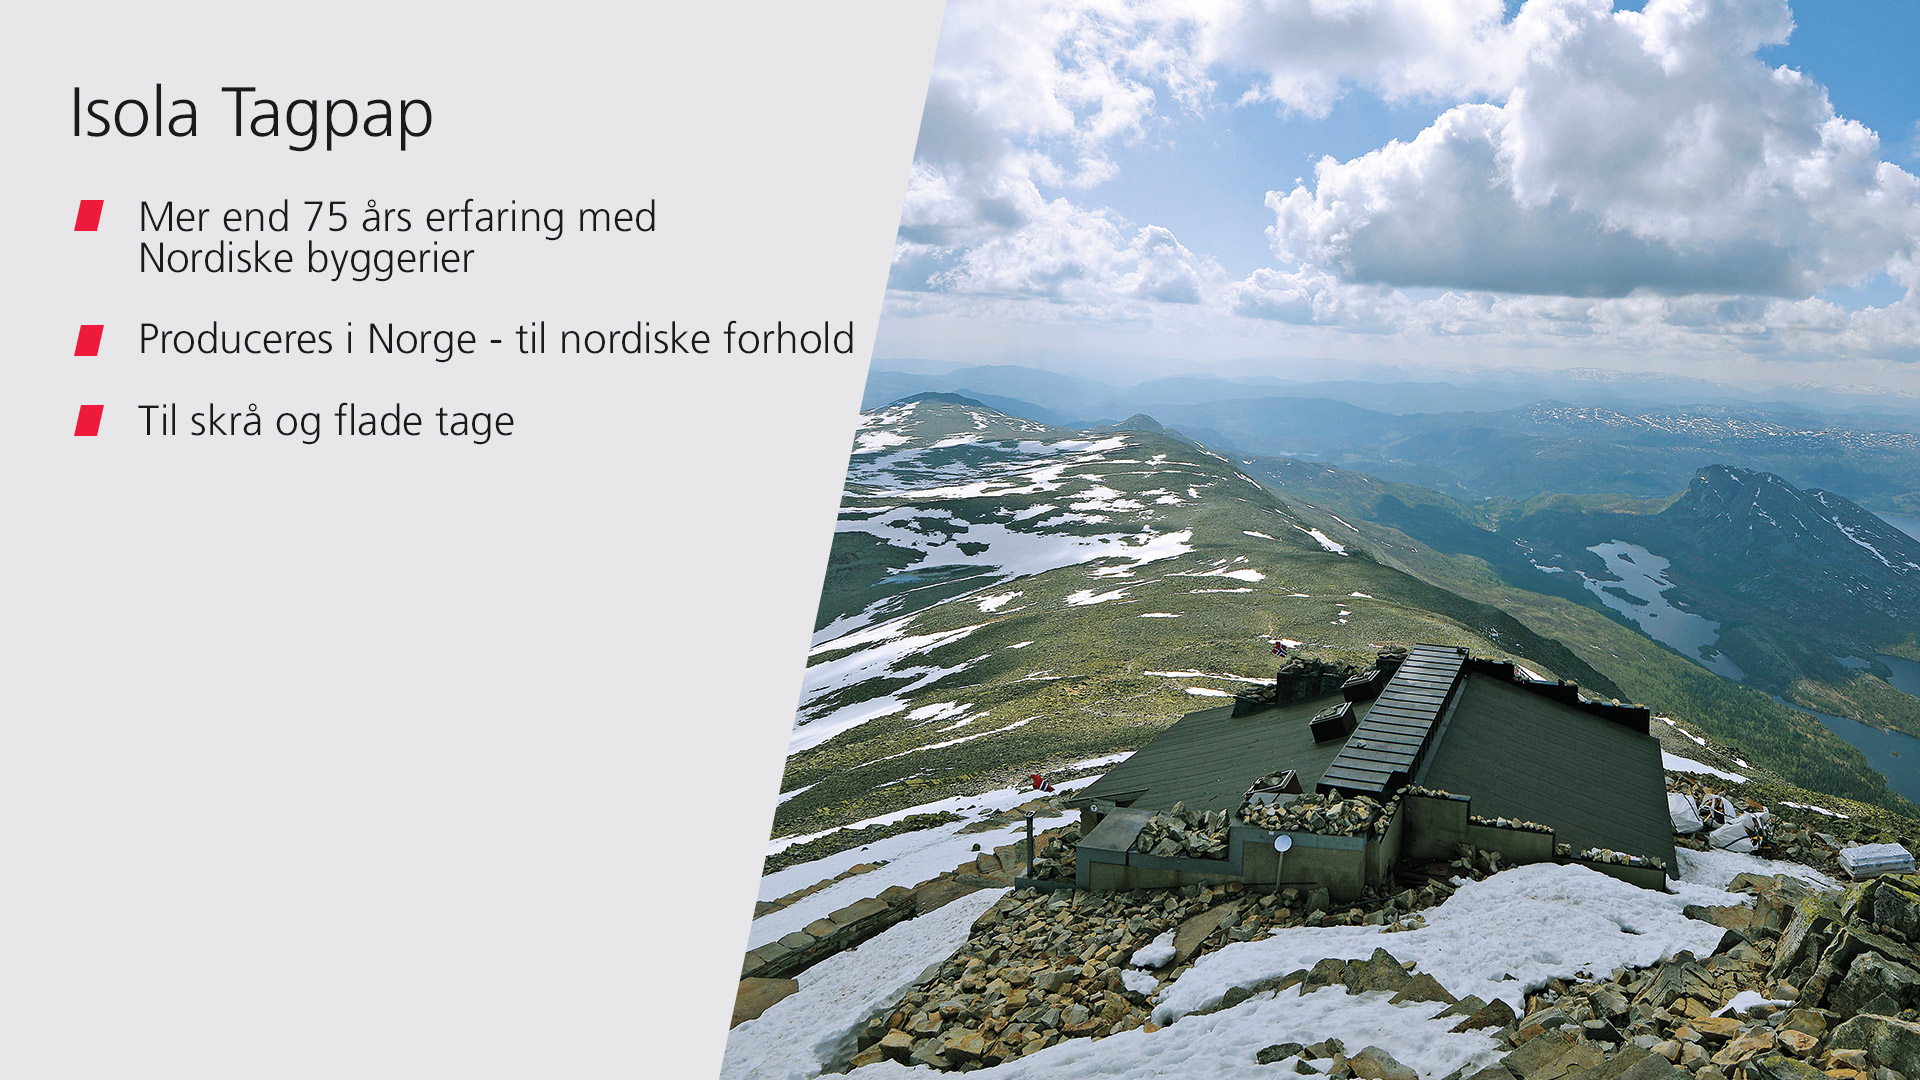 Isola Tagpap
Mer end 75 års erfaring med
Nordiske byggerier
Produceres i Norge - til nordiske forhold
Til skrå og flade tage